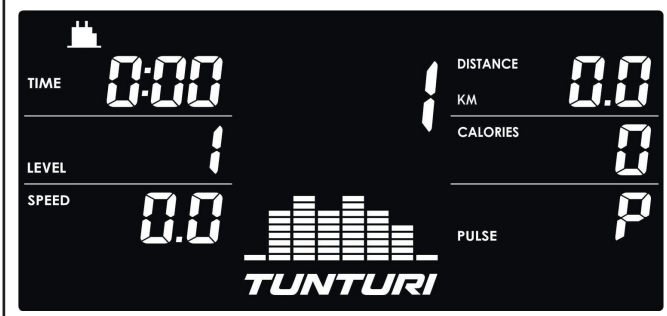 TIME 0:00
LEVEL 1
SPEED 0.0
1
DISTANCE 0.0
KM
CALORIES 0
PULSE P
TUNTURI